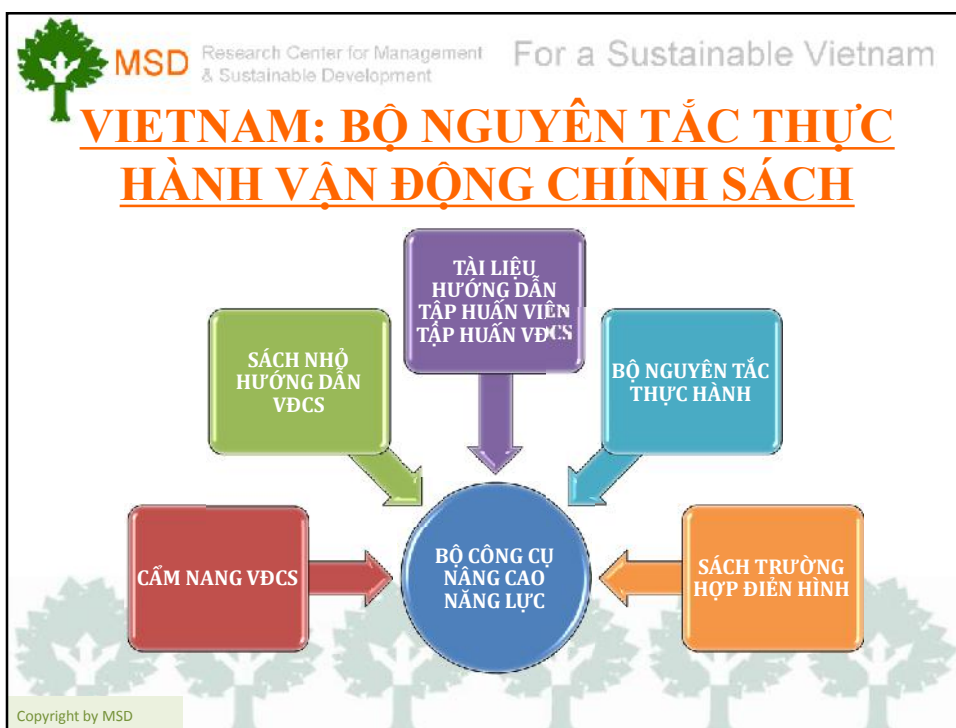 MSD
Research Center for Management
& Sustainable Development
For a Sustainable Vietnam
VIETNAM: BỘ NGUYÊN TẮC THỰC
HÀNH VẬN ĐỘNG CHÍNH SÁCH
TÀI LIỆU
HƯỚNG DẪN
TẬP HUẤN VIÊN
TẤP HUẤN VĐCS
SÁCH NHỎ
HƯỚNG DẪN
VĐCS
BỘ NGUYÊN TẮC
THỰC HÀNH
CẨM NANG VĐCS
BỘ CÔNG CỤ
NÂNG CAO
NĂNG LỰC
SÁCH TRƯỜNG
HỢP ĐIẺN HÌNH
Copyright by MSD